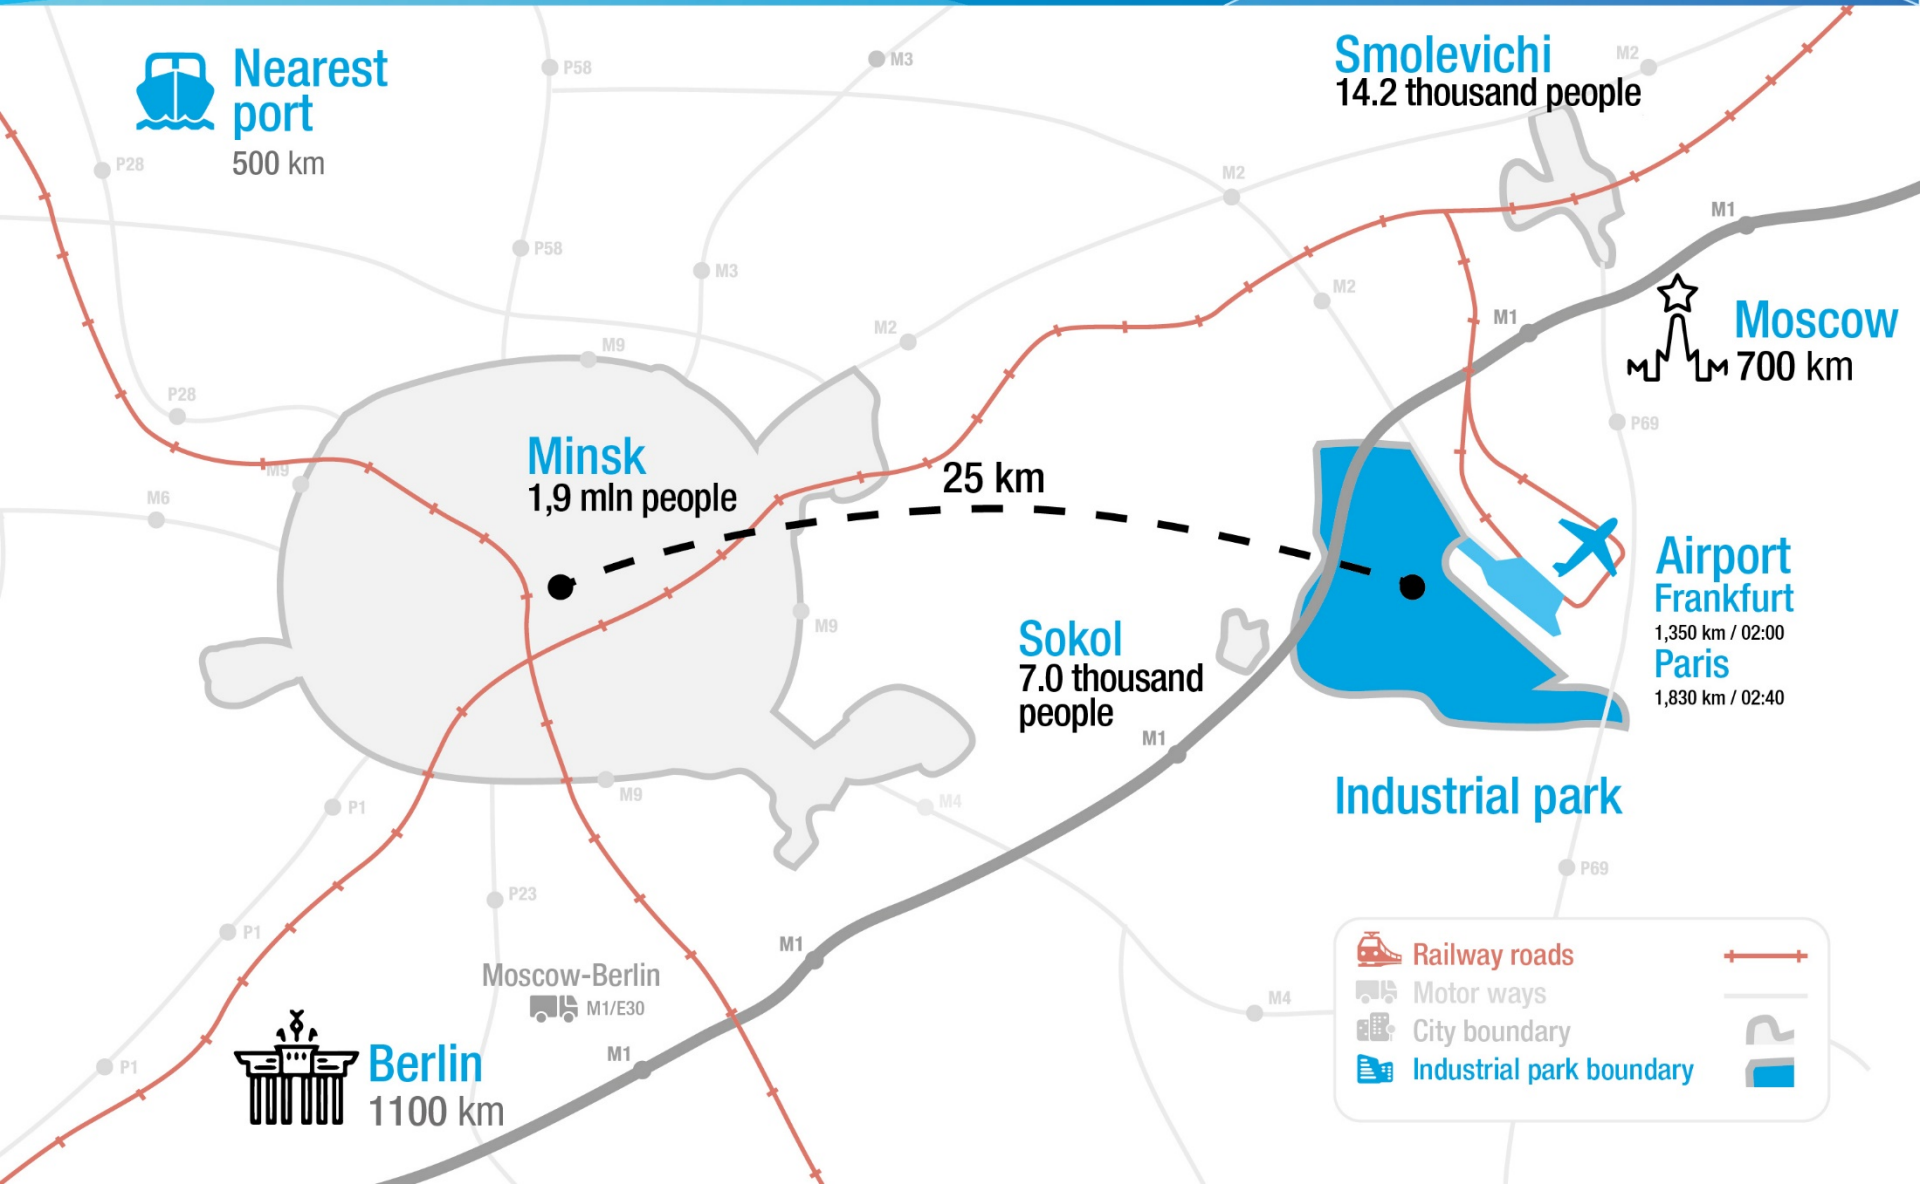 Nearest
port
500 km
P58
M3
Smolevichi
14.2 thousand people
M2
P28
M2
P58
M3
M1
M2
M2
M1
Moscow
700 km
M9
P28
P69
Minsk
1,9 mln people
25 km
M9
M6
Airport
Frankfurt
1,350 km / 02:00
Paris
1,830 km / 02:40
Sokol
7.0 thousand
people
M9
M1
Industrial park
P1
M9
M4
P69
P23
P1
M1
Moscow-Berlin
M1/E30
M4
M1
P1
Berlin
1100 km
Railway roads
Motor ways
City boundary
Industrial park boundary